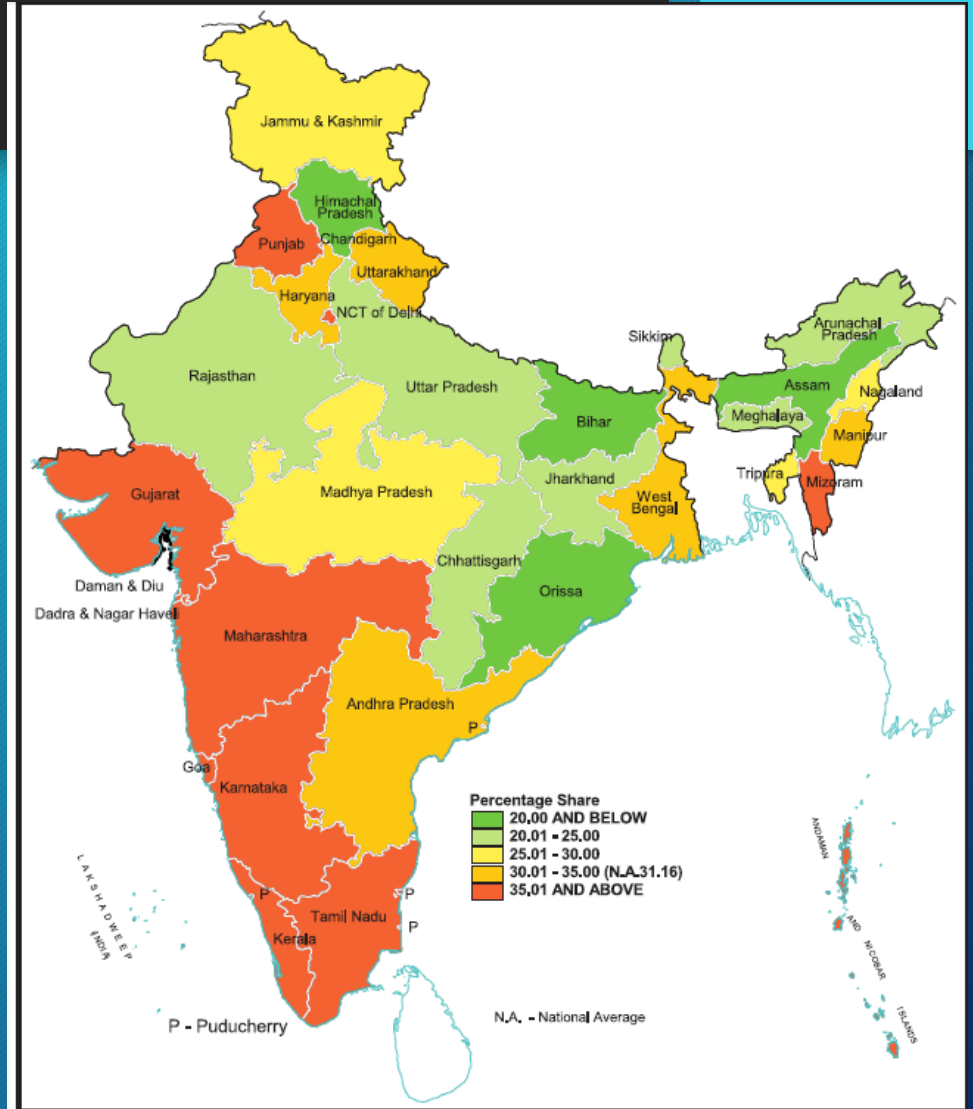 Jammu & Kashmir
Himachal
Pradesh
Punjab
Chandigarh
Uttarakhand
Haryana
NCT of Delhi
Rajasthan
Uttar Pradesh
Sikkim
Arunachal
Pradesh
Assam
Nagaland
Meghalaya
Manipur
Bihar
Tripura
Mizoram
Jharkhand
West
Bengal
Gujarat
Madhya Pradesh
Chhattisgarh
Orissa
Daman & Diu
Dadra & Nagar Haveli
Maharashtra
Andhra Pradesh
P
Goa
Karnataka
Percentage Share
20.00 AND BELOW
20.01 - 25.00
25.01 - 30.00
30.01 - 35.00 (N.A.31.16)
35.01 AND ABOVE
LAKSHADWEEP
(INDIA)
P
P
Tamil Nadu
P
Kerala
ANDAMAN
AND
NICOBAR
ISLANDS
P - Puducherry
N.A. - National Average